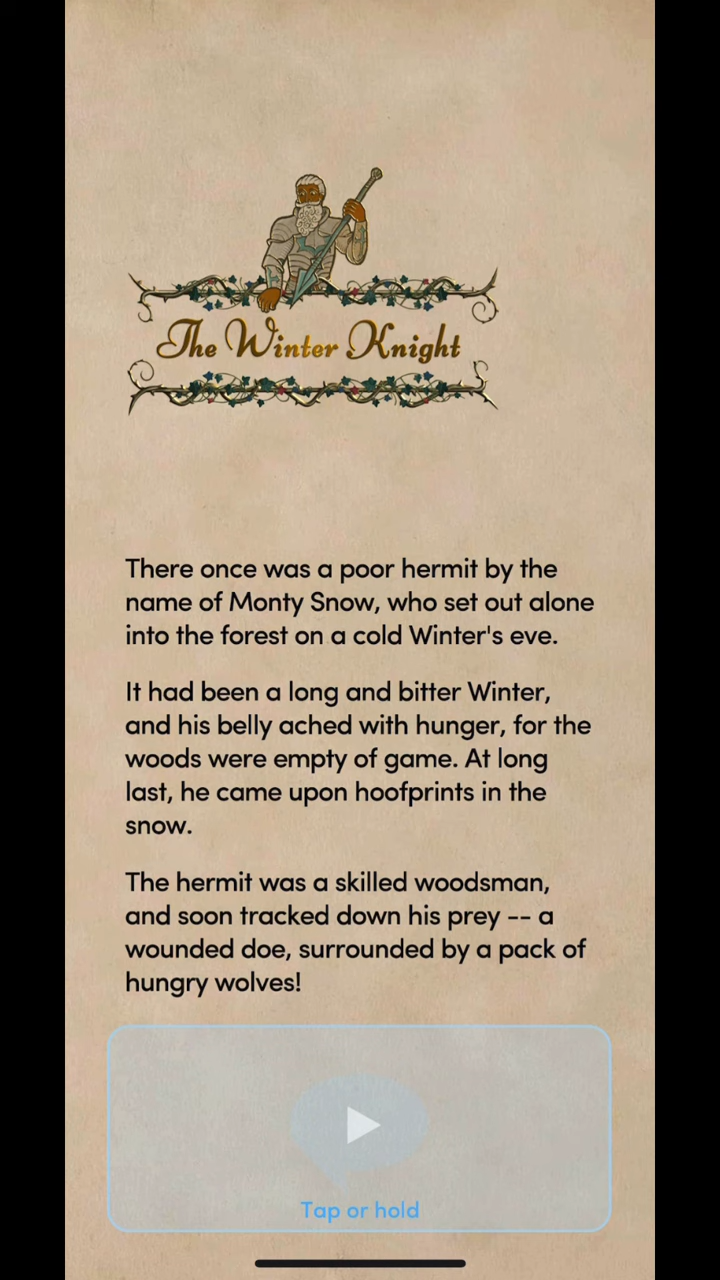 The Winter Knight
There once was a poor hermit by the
name of Monty Snow, who set out alone
into the forest on a cold Winter's eve.
It had been a long and bitter Winter,
and his belly ached with hunger, for the
woods were empty of game. At long
last, he came upon hoofprints in the
snow.
The hermit was a skilled woodsman,
and soon tracked down his prey -- a
wounded doe, surrounded by a pack of
hungry wolves!
Tap or hold